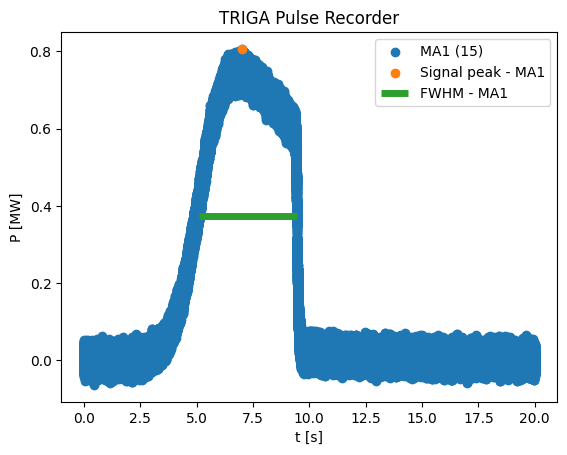 TRIGA Pulse Recorder
MA1 (15)
Signal peak - MA1
FWHM - MA1
P [MW]
0.8
0.6
0.4
0.2
0.0
0.0 2.5 5.0 7.5 10.0 12.5 15.0 17.5 20.0
t [s]